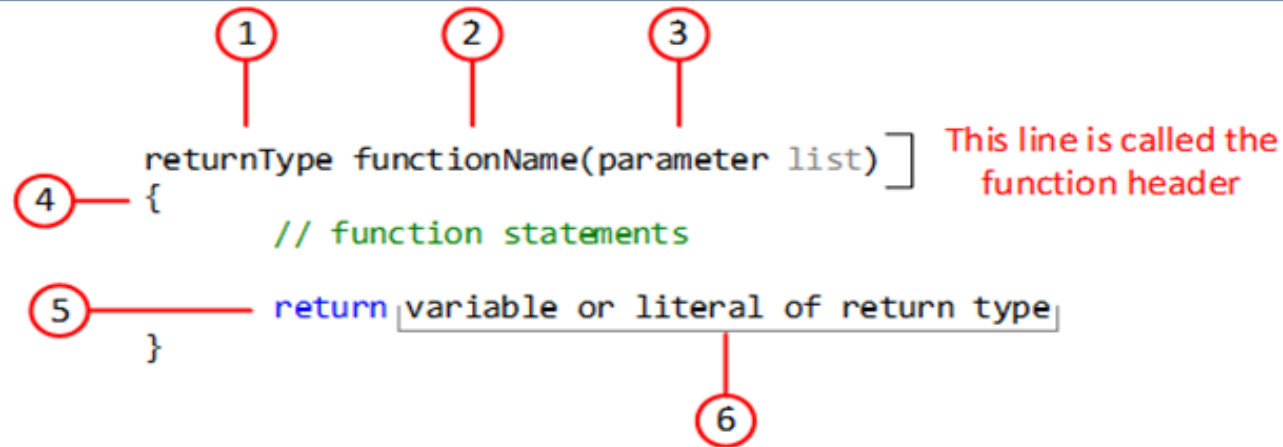 1 2 3
returnType functionName(parameter list)
This line is called the
function header
4 {
// function statements
5 return variable or literal of return type
}
6